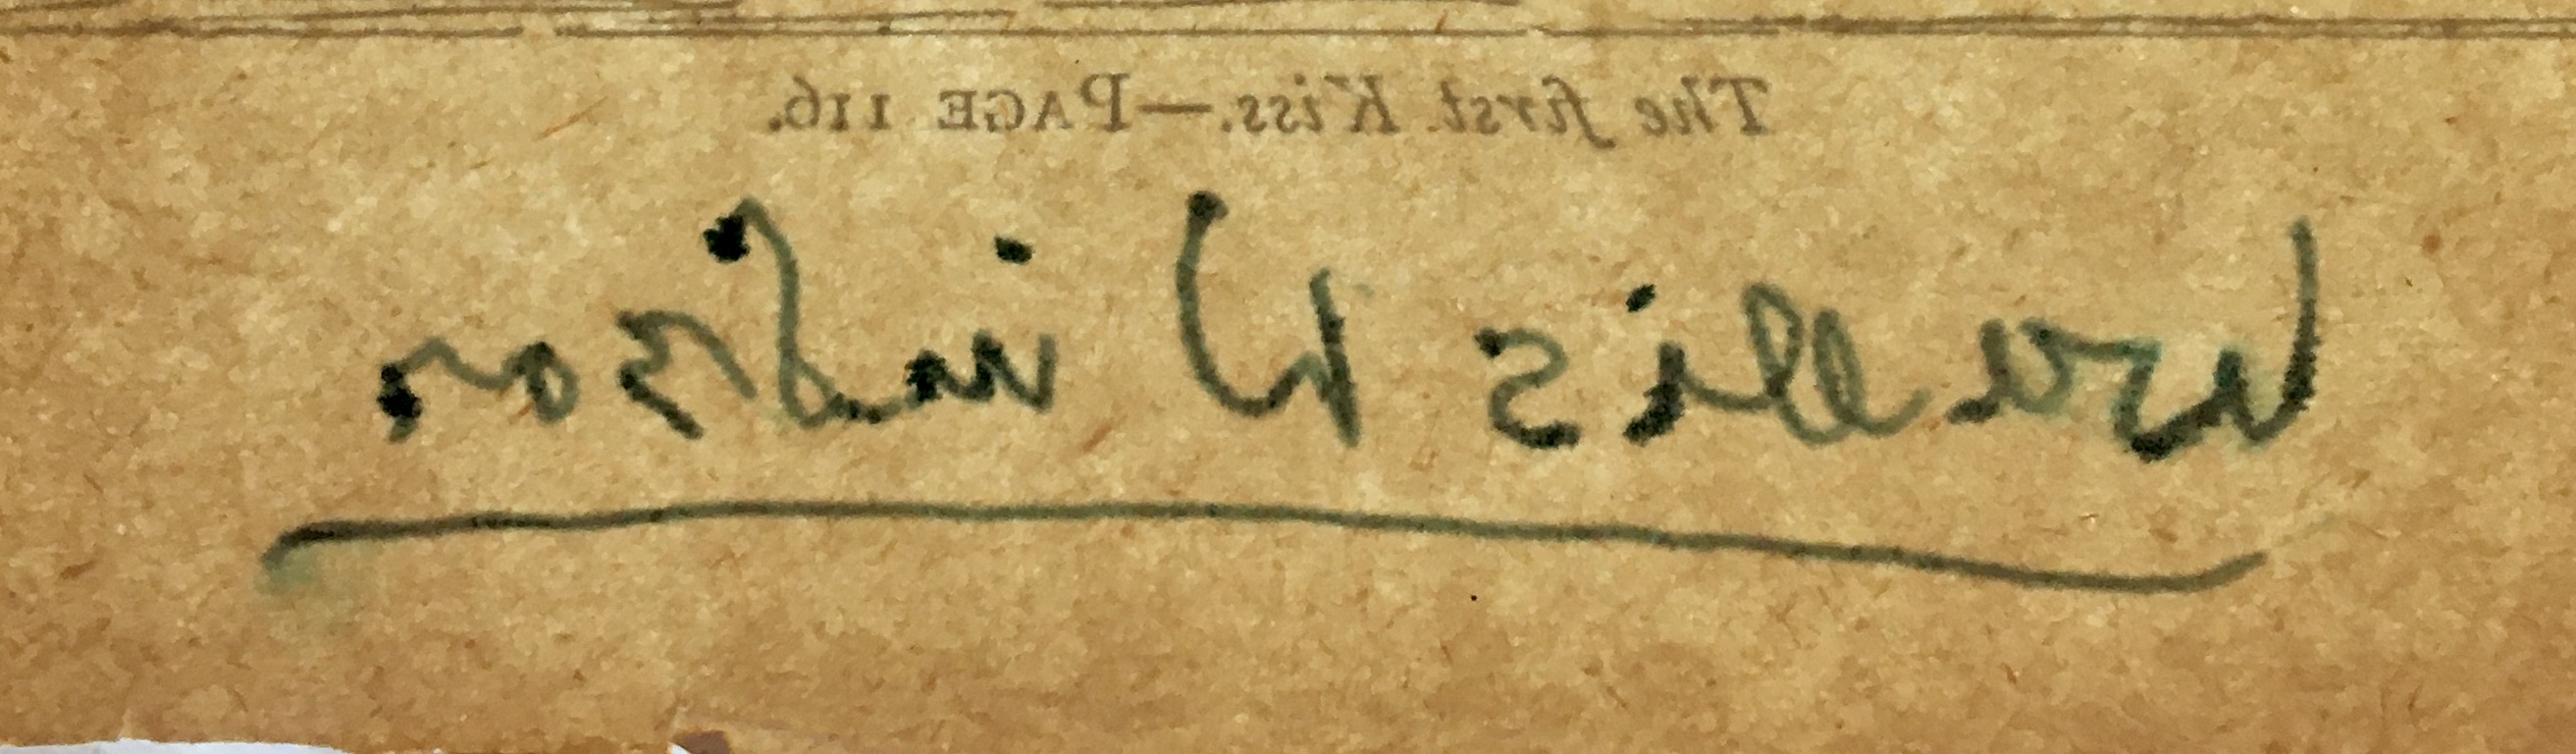 The first Kiss.—PAGE 116.
Wallis Windsor